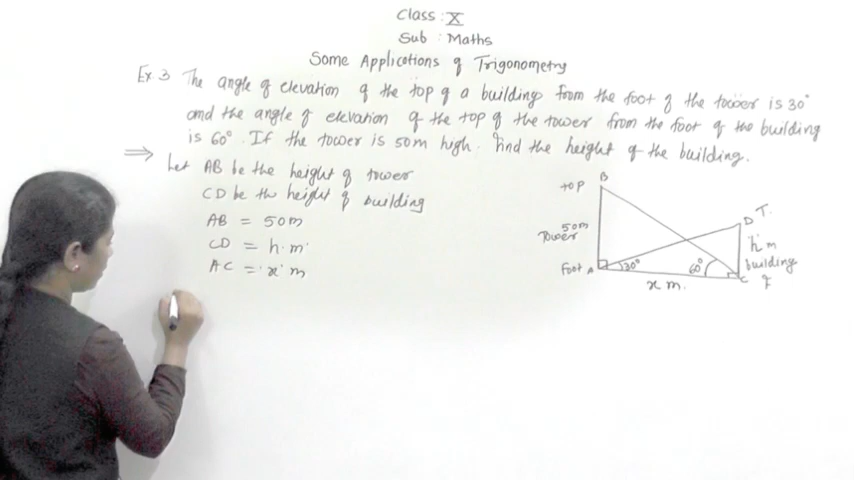 Class : X
Sub : Maths
Some Applications of Trigonometry
Ex 3 The angle of elevation of the top of a building from the foot of the tower is 30°
and the angle of elevation of the top of the tower from the foot of the building
is 60°. If the tower is 50m high. Find the height of the building.
⇒ Let AB be the height of tower
CD be the height of building
AB = 50m
CD = h m
AC = x m
B
top
50m
Tower
Foot A
30°
60°
x m.
D T.
h m
building
C F